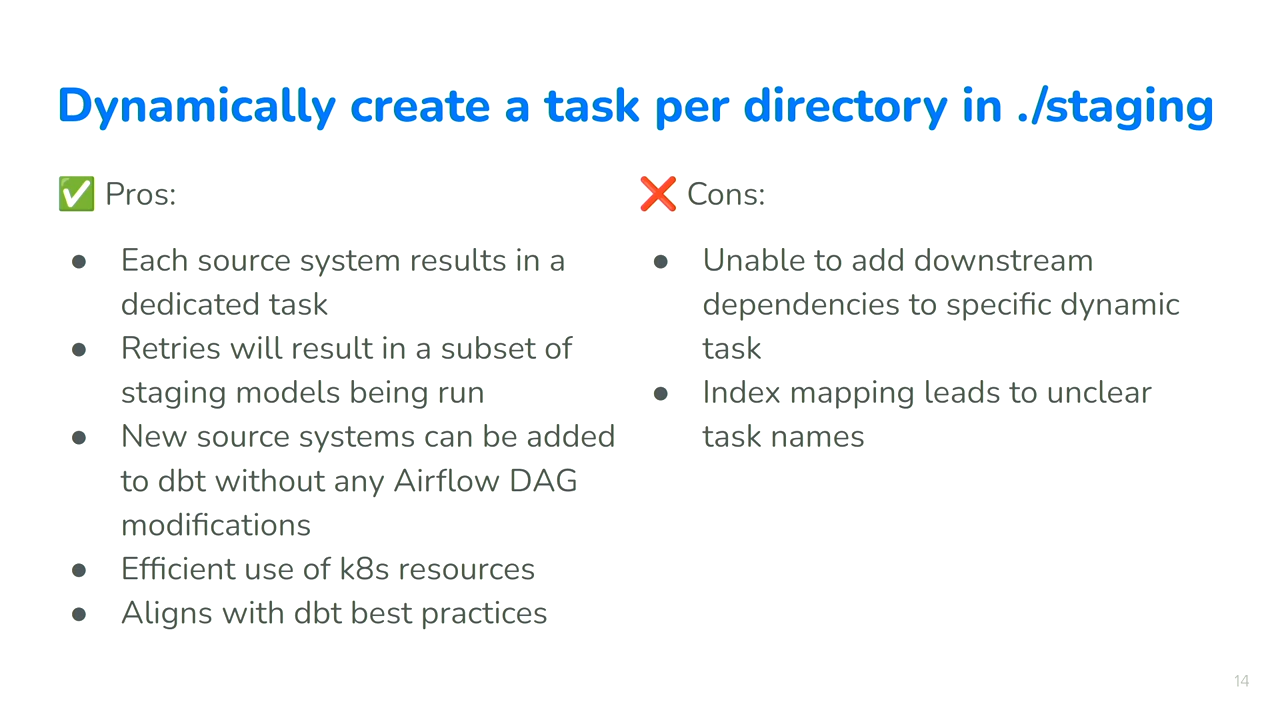 Dynamically create a task per directory in ./staging
✅ Pros:
● Each source system results in a
dedicated task
● Retries will result in a subset of
staging models being run
● New source systems can be added
to dbt without any Airflow DAG
modifications
● Efficient use of k8s resources
● Aligns with dbt best practices
❌ Cons:
● Unable to add downstream
dependencies to specific dynamic
task
● Index mapping leads to unclear
task names
14